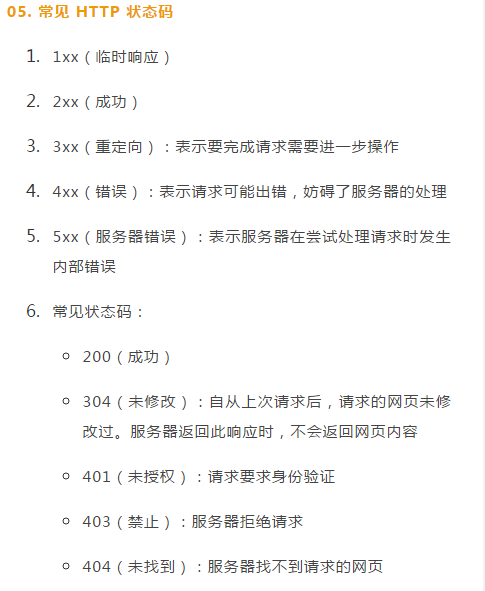 05. 常见 HTTP 状态码
1. 1xx（临时响应）
2. 2xx（成功）
3. 3xx（重定向）：表示要完成请求需要进一步操作
4. 4xx（错误）：表示请求可能出错，妨碍了服务器的处理
5. 5xx（服务器错误）：表示服务器在尝试处理请求时发生
内部错误
6. 常见状态码：
○ 200（成功）
○ 304（未修改）：自从上次请求后，请求的网页未修
改过。服务器返回此响应时，不会返回网页内容
○ 401（未授权）：请求要求身份验证
○ 403（禁止）：服务器拒绝请求
○ 404（未找到）：服务器找不到请求的网页